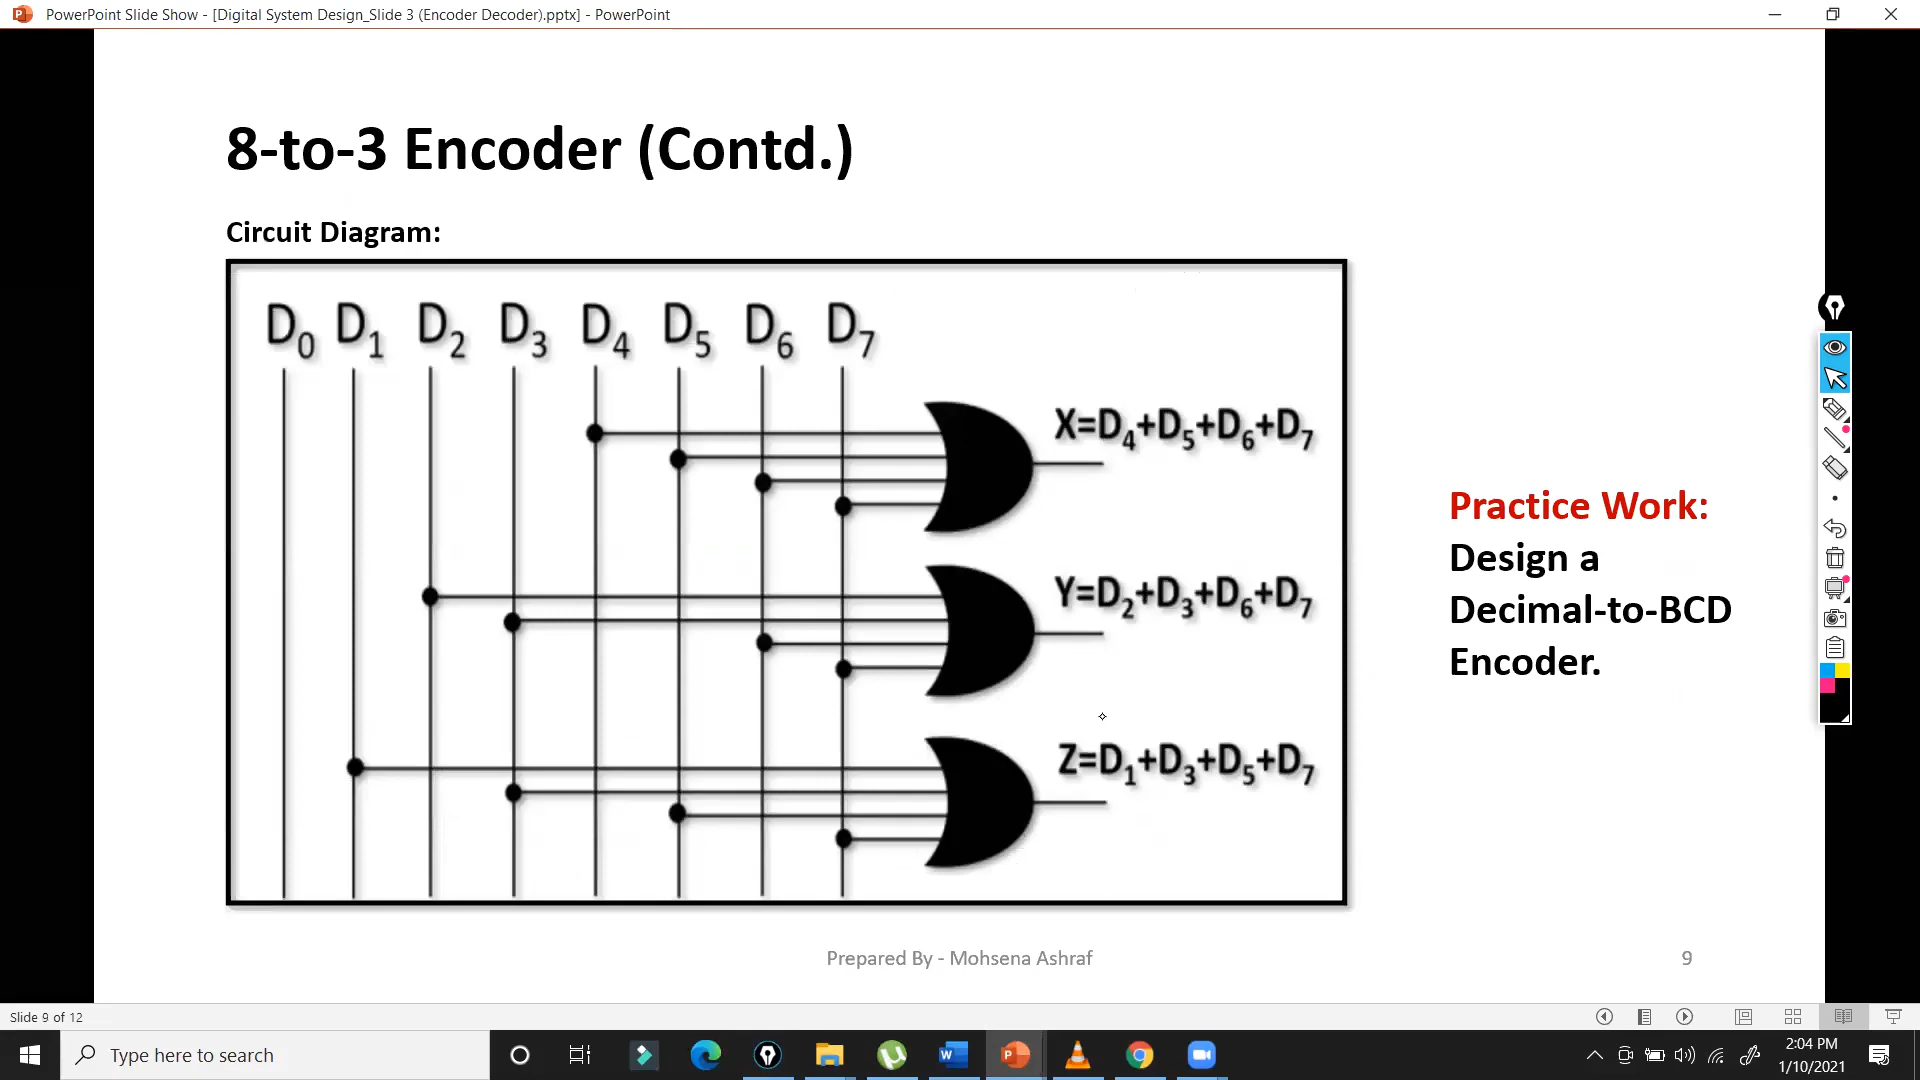 PowerPoint Slide Show - [Digital System Design_Slide 3 (Encoder Decoder).pptx] - PowerPoint
8-to-3 Encoder (Contd.)
Circuit Diagram:
D₀ D₁ D₂ D₃ D₄ D₅ D₆ D₇
X=D₄+D₅+D₆+D₇
Y=D₂+D₃+D₆+D₇
Z=D₁+D₃+D₅+D₇
Practice Work:
Design a
Decimal-to-BCD
Encoder.
Prepared By - Mohsena Ashraf
9
Slide 9 of 12
Type here to search
2:04 PM
1/10/2021